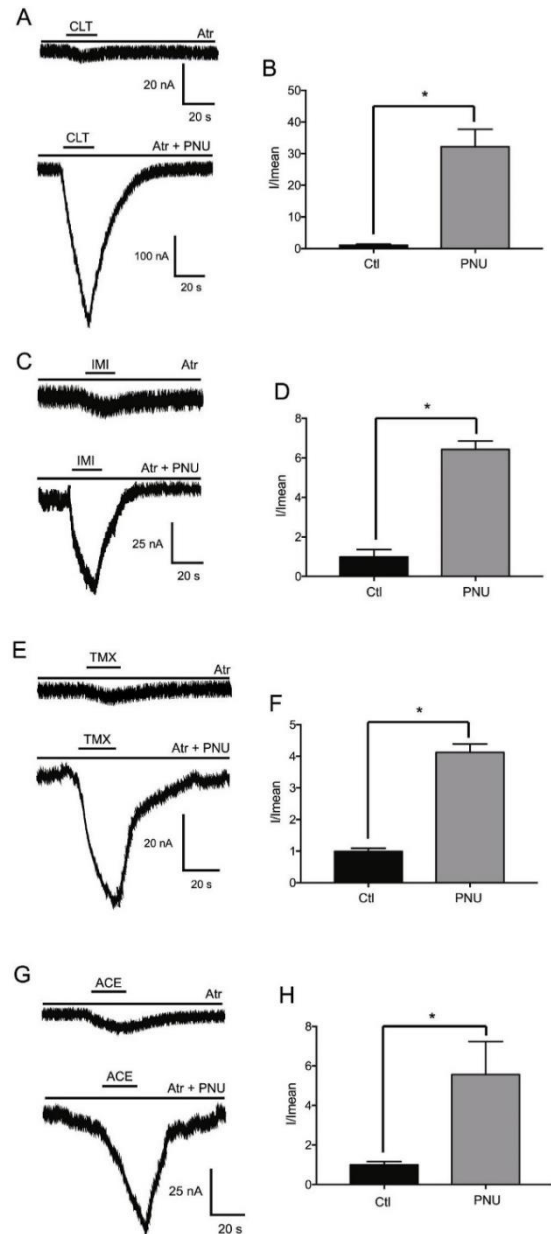 A
CLT
Atr
20 nA
20 s
CLT
Atr + PNU
100 nA
20 s
B
I/Imean
50
40
30
20
10
0
*
Ctl
PNU
C
IMI
Atr
IMI
Atr + PNU
25 nA
20 s
D
I/Imean
8
6
4
2
0
*
Ctl
PNU
E
TMX
Atr
TMX
Atr + PNU
20 nA
20 s
F
I/Imean
5
4
3
2
1
0
*
Ctl
PNU
G
ACE
Atr
ACE
Atr + PNU
25 nA
20 s
H
I/Imean
8
6
4
2
0
*
Ctl
PNU